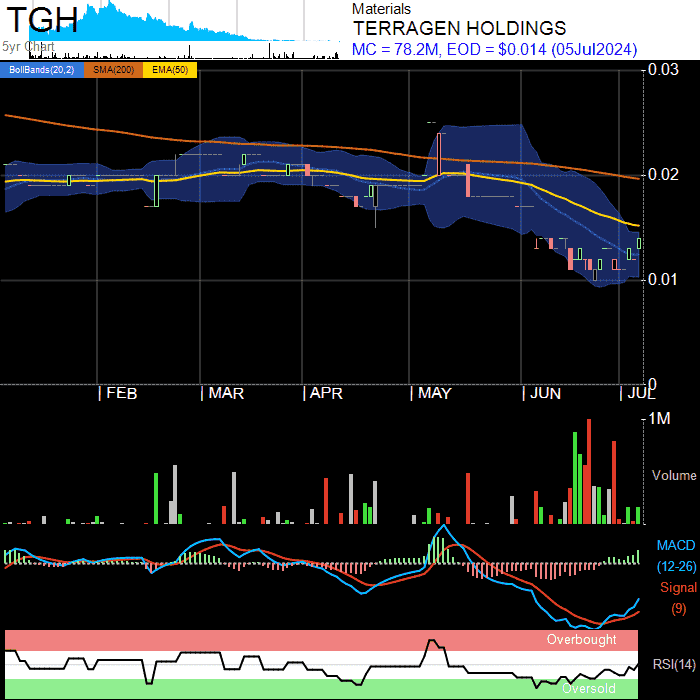 TGH
Materials
TERRAGEN HOLDINGS
5yr Chart
MC = 78.2M, EOD = $0.014 (05Jul2024)
BollBands(20,2) SMA(200) EMA(50)
0.03
0.02
0.01
0
| FEB | MAR | APR | MAY | JUN | JUL
1M
Volume
MACD
(12-26)
Signal
(9)
Overbought
RSI(14)
Oversold